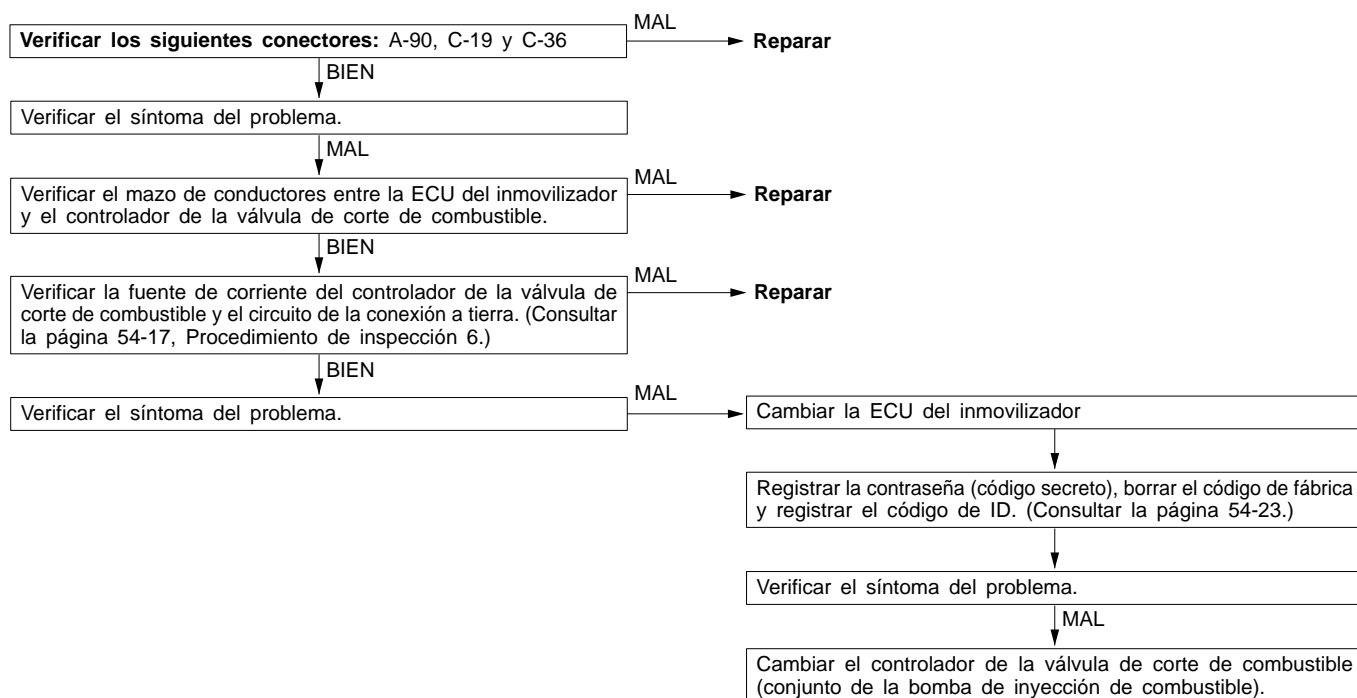 MAL
Verificar los siguientes conectores: A-90, C-19 y C-36
Reparar
BIEN
Verificar el síntoma del problema.
MAL
Verificar el mazo de conductores entre la ECU del inmovilizador
y el controlador de la válvula de corte de combustible.
MAL
Reparar
BIEN
Verificar la fuente de corriente del controlador de la válvula de
corte de combustible y el circuito de la conexión a tierra. (Consultar
la página 54-17, Procedimiento de inspección 6.)
MAL
Reparar
BIEN
Verificar el síntoma del problema.
MAL
Cambiar la ECU del inmovilizador
Registrar la contraseña (código secreto), borrar el código de fábrica
y registrar el código de ID. (Consultar la página 54-23.)
Verificar el síntoma del problema.
MAL
Cambiar el controlador de la válvula de corte de combustible
(conjunto de la bomba de inyección de combustible).